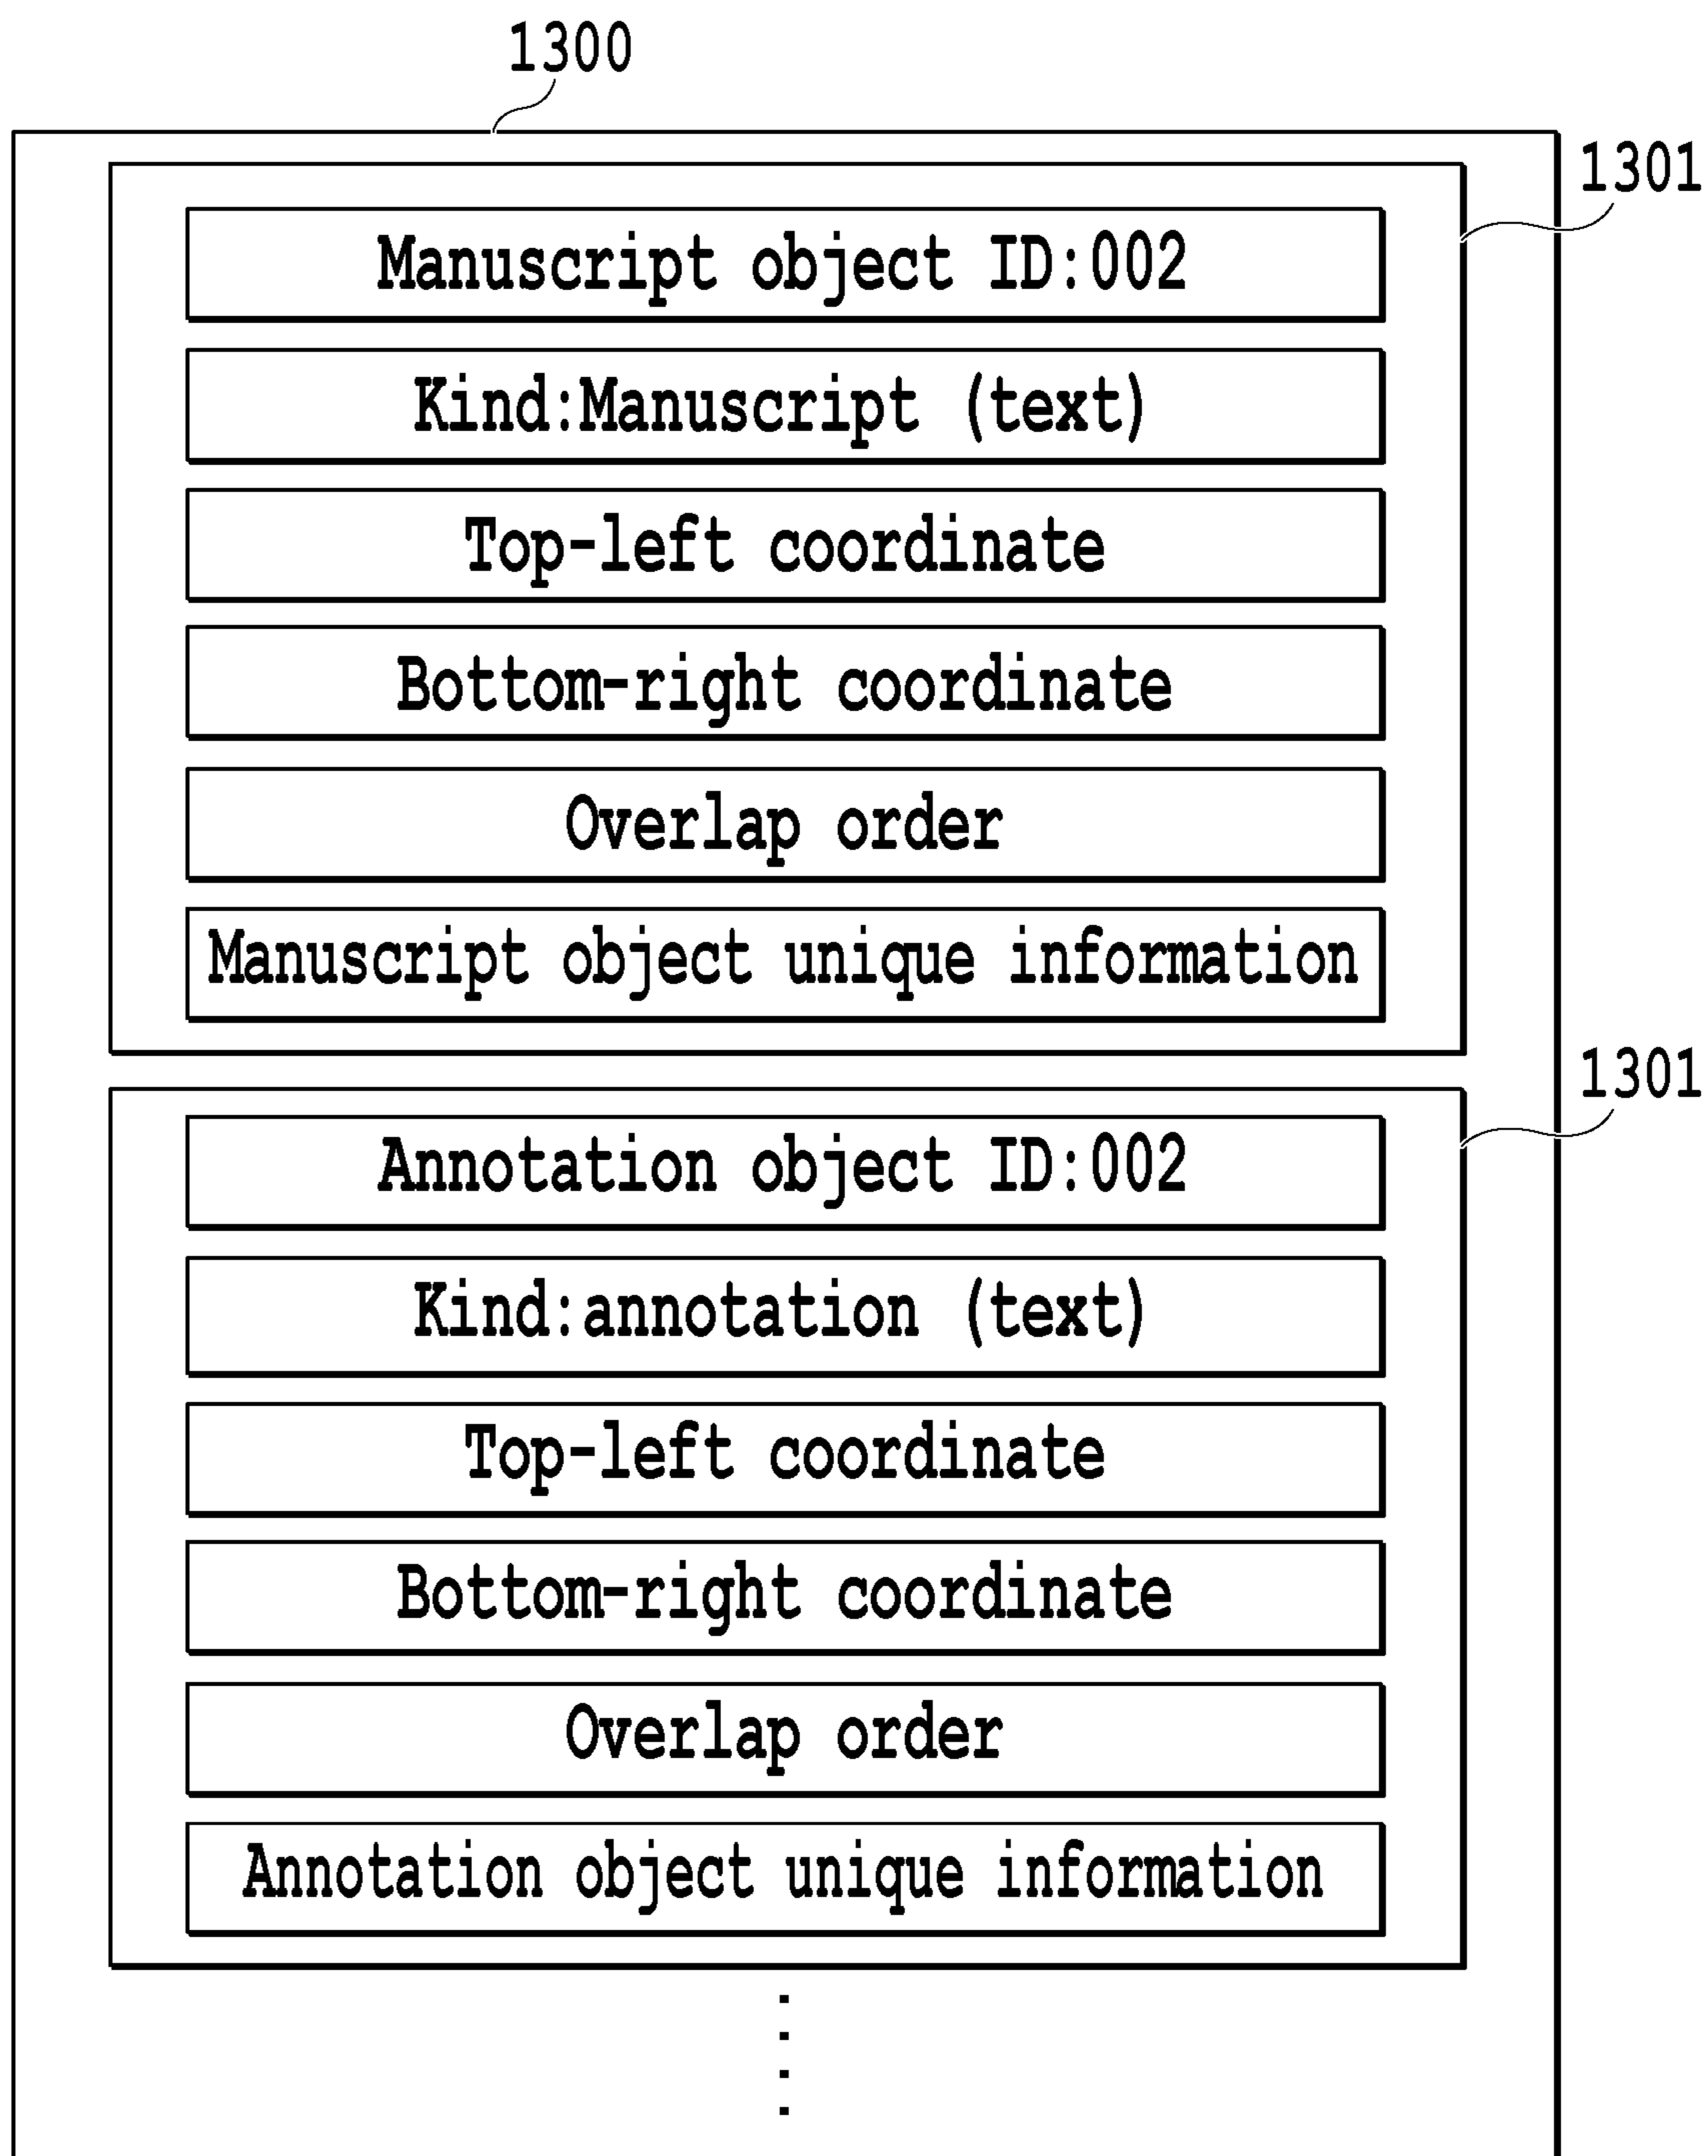 1300
1301
Manuscript object ID:002
Kind:Manuscript (text)
Top-left coordinate
Bottom-right coordinate
Overlap order
Manuscript object unique information
1301
Annotation object ID:002
Kind:annotation (text)
Top-left coordinate
Bottom-right coordinate
Overlap order
Annotation object unique information